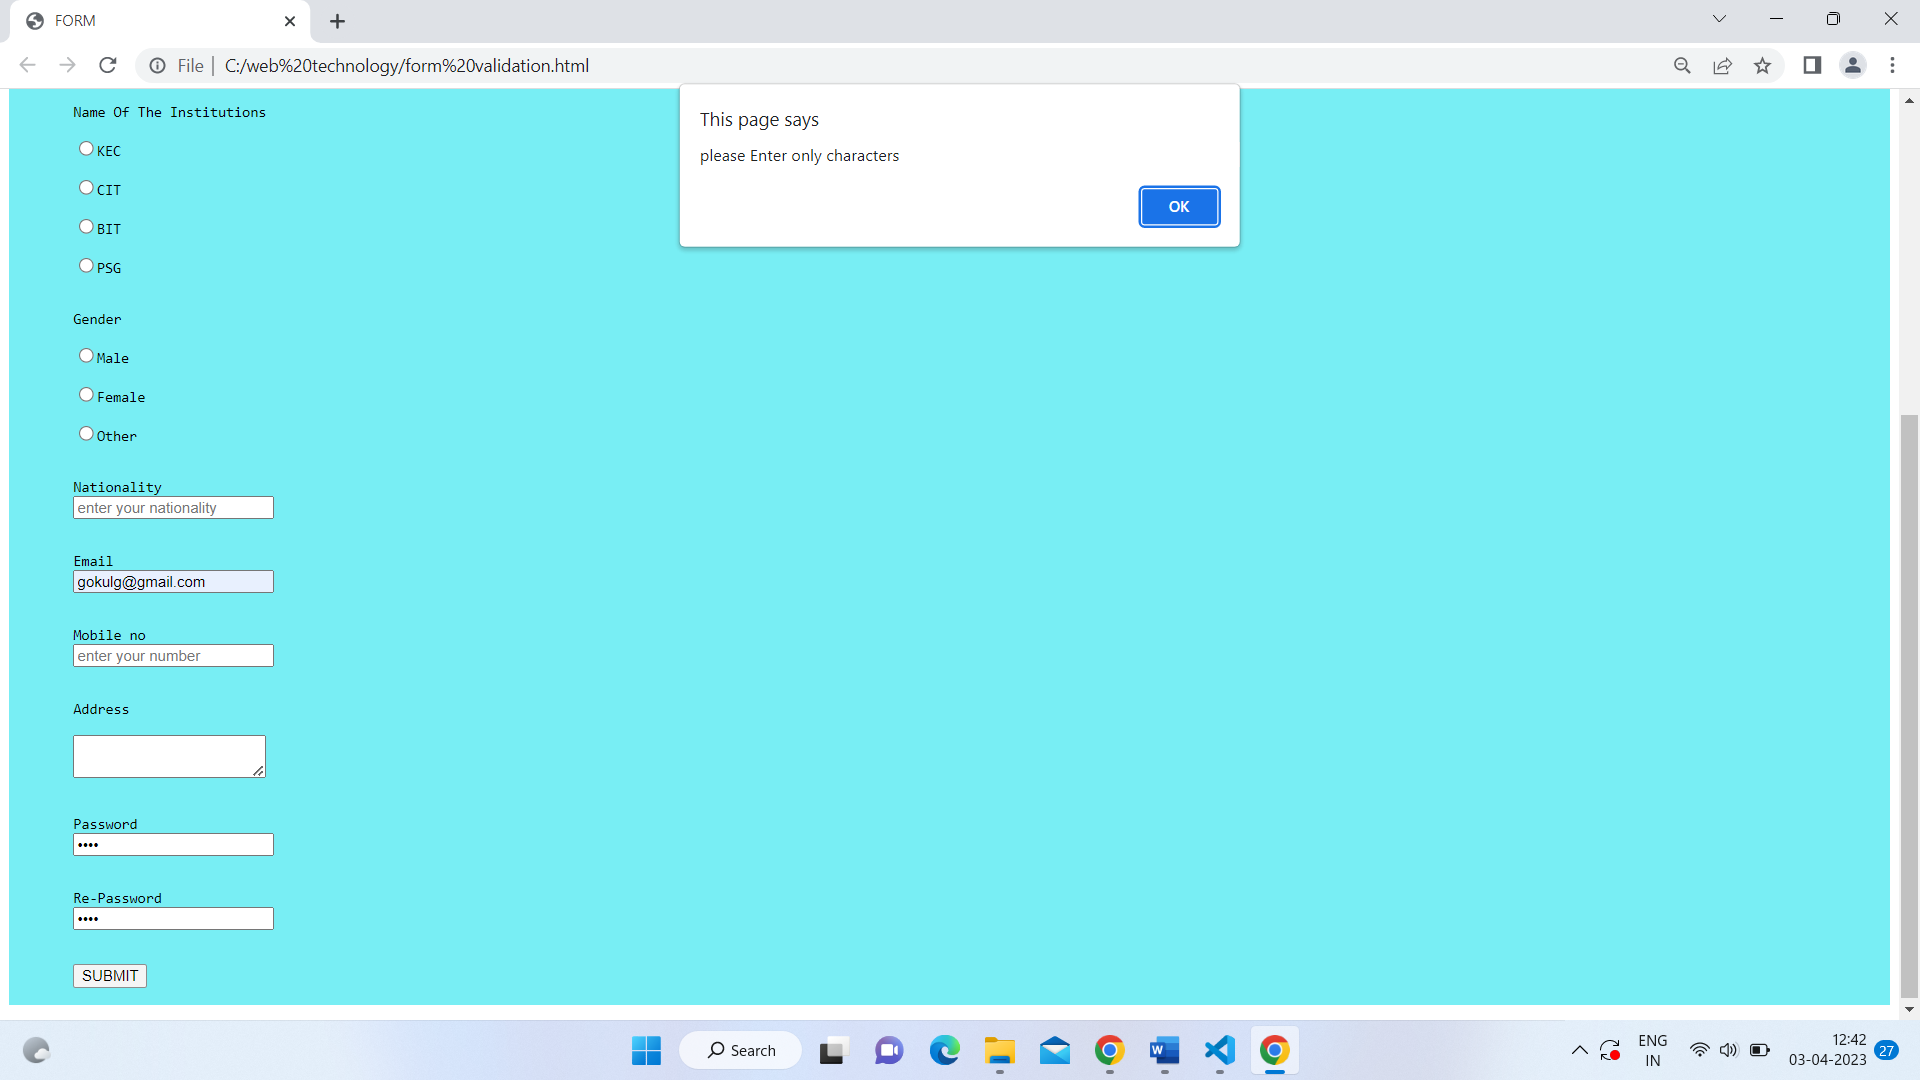 FORM
File
C:/web%20technology/form%20validation.html
This page says
please Enter only characters
OK
Name Of The Institutions
KEC
CIT
BIT
PSG
Gender
Male
Female
Other
Nationality
enter your nationality
Email
gokulg@gmail.com
Mobile no
enter your number
Address
Password
••••
Re-Password
••••
SUBMIT
Search
ENG
IN
12:42
03-04-2023
27